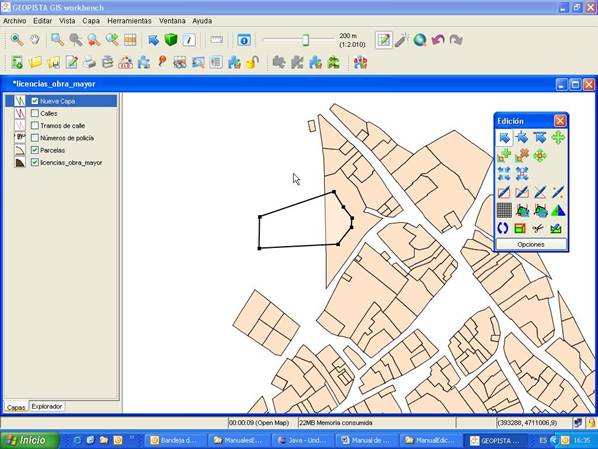 GEOPISTA GIS workbench
Archivo Editar Vista Capa Herramientas Ventana Ayuda
200 m
(1:2.010)
*licencias_obra_mayor
Nueva Capa
Calles
Tramos de calle
Números de policía
Parcelas
licencias_obra_mayor
Edición
Opciones
Capas Explorador
00:00:09 (Open Map) 22MB Memoria consumida (393288, 4711006,9)
Inicio Bandeja d... ManualesE... Java - Und... Manual de ... ManualEdic... GEOPISTA ... ES 16:35